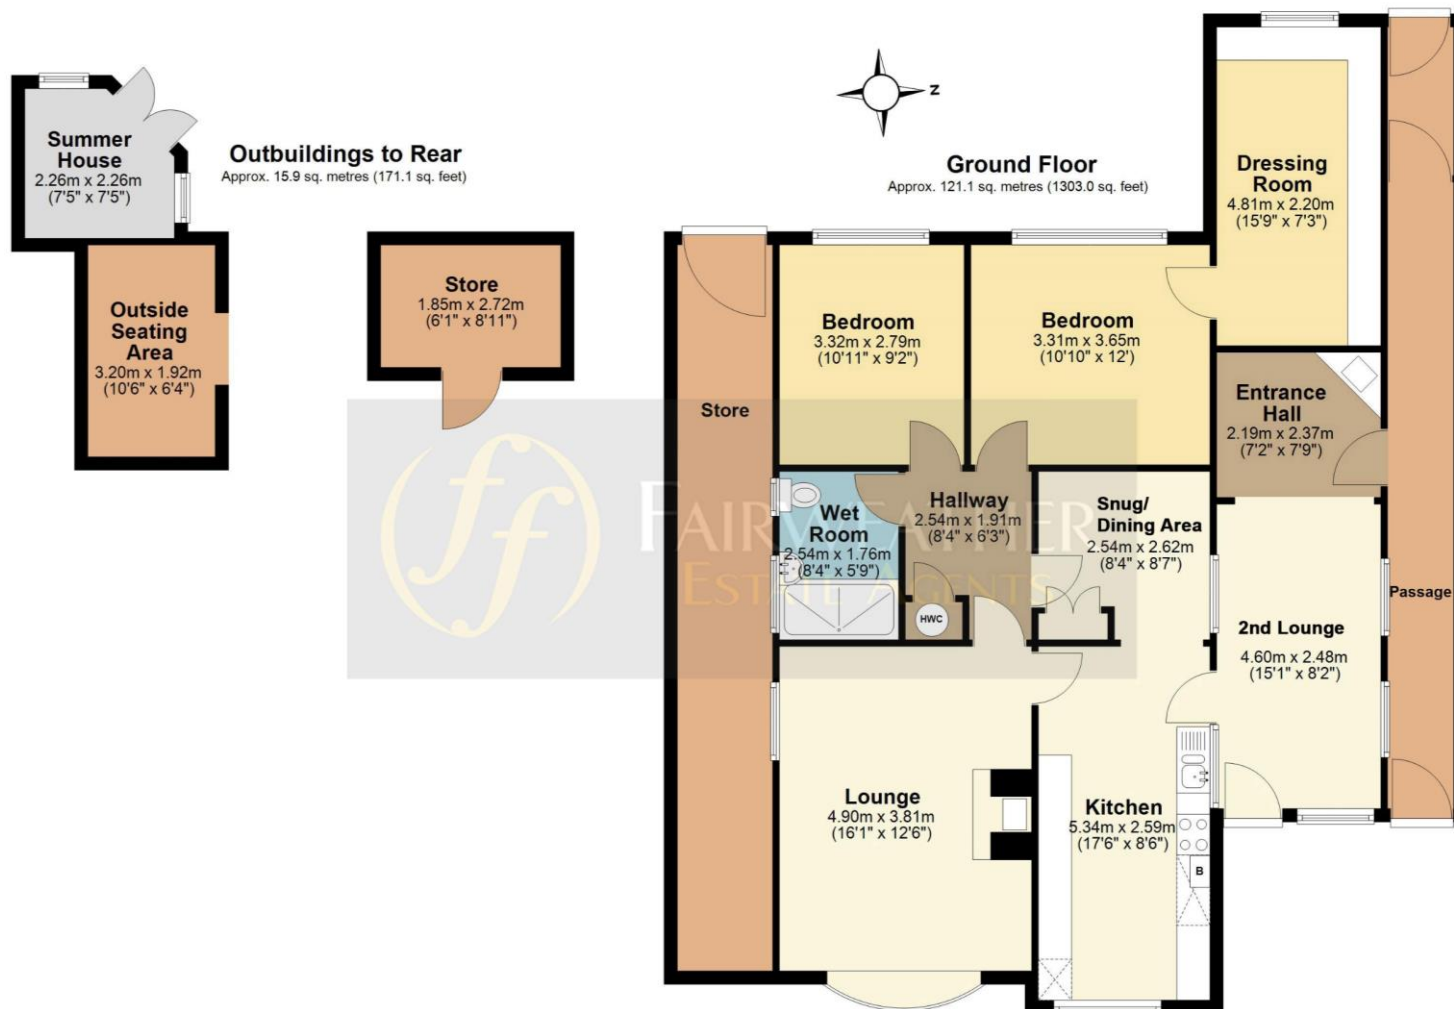 Summer
House
2.26m x 2.26m
(7'5" x 7'5")
Outbuildings to Rear
Approx. 15.9 sq. metres (171.1 sq. feet)
Outside
Seating
Area
3.20m x 1.92m
(10'6" x 6'4")
Store
1.85m x 2.72m
(6'1" x 8'11")
Z
Ground Floor
Approx. 121.1 sq. metres (1303.0 sq. feet)
Dressing
Room
4.81m x 2.20m
(15'9" x 7'3")
Bedroom
3.32m x 2.79m
(10'11" x 9'2")
Bedroom
3.31m x 3.65m
(10'10" x 12')
Entrance
Hall
2.19m x 2.37m
(7'2" x 7'9")
Store
ff
FAIRWEATHER
ESTATE AGENTS
Wet
Room
2.54m x 1.76m
(8'4" x 5'9")
Hallway
2.54m x 1.91m
(8'4" x 6'3")
Snug/
Dining Area
2.54m x 2.62m
(8'4" x 8'7")
HWC
Passage
2nd Lounge
4.60m x 2.48m
(15'1" x 8'2")
Lounge
4.90m x 3.81m
(16'1" x 12'6")
Kitchen
5.34m x 2.59m
(17'6" x 8'6")
B